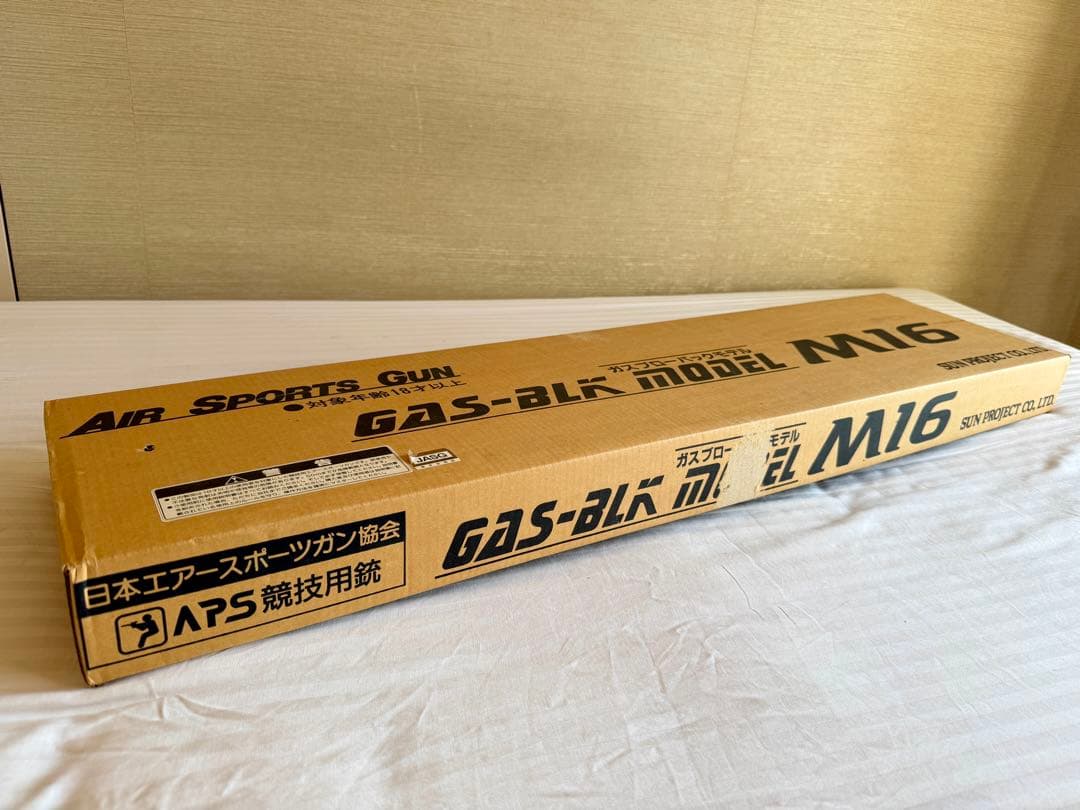 AIR SPORTS GUN
●対象年齢18才以上
ガスブローバックモデル
GAS-BLK MODEL M16
SUN PROJECT CO., LTD.
警告
JASG
ガスブロー
モデル
GAS-BLK
M16
SUN PROJECT CO., LTD.
日本エアースポーツガン協会
APS競技用銃